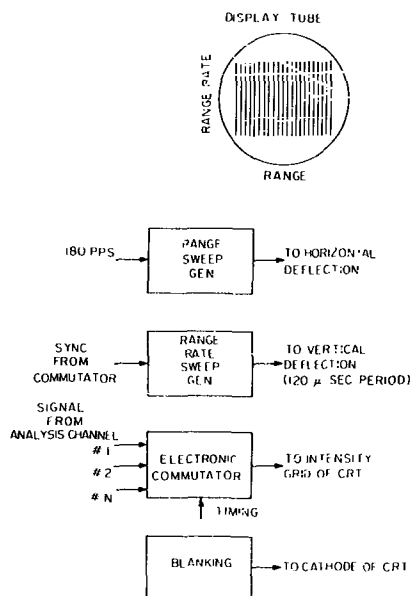 DISPLAY TUBE
RANGE RATE
RANGE
180 PPS
RANGE
SWEEP
GEN
TO HORIZONTAL
DEFLECTION
SYNC
FROM
COMMUTATOR
RANGE
RATE
SWEEP
GEN
TO VERTICAL
DEFLECTION
(120 μ SEC PERIOD)
SIGNAL
FROM
ANALYSIS CHANNEL
# 1
# 2
# N
ELECTRONIC
COMMUTATOR
TO INTENSITY
GRID OF CRT
TIMING
BLANKING
TO CATHODE OF CRT